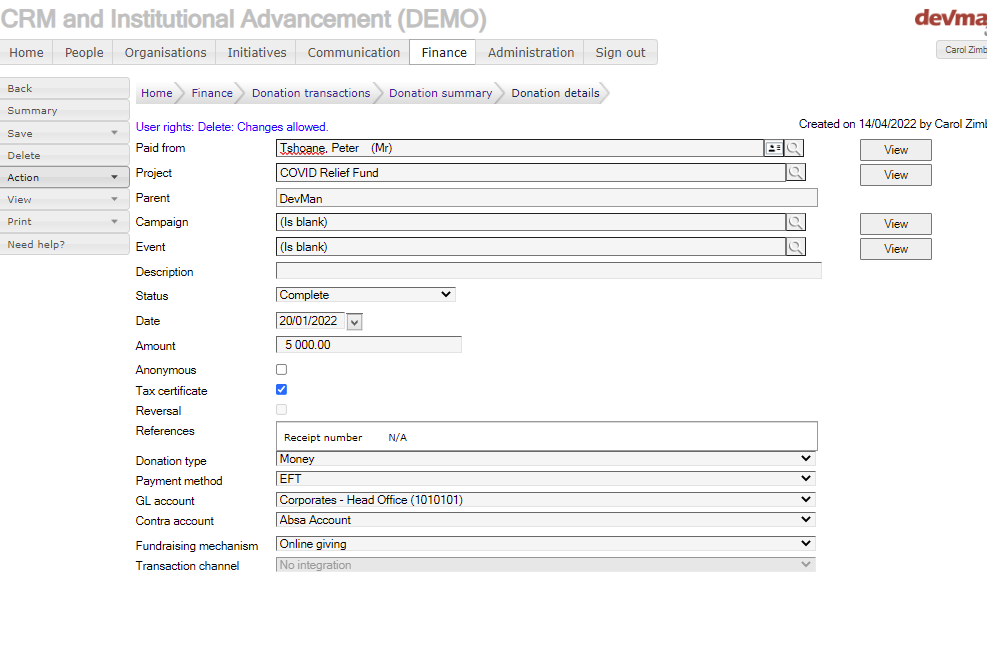 CRM and Institutional Advancement (DEMO)
devma
Home People Organisations Initiatives Communication Finance Administration Sign out
Carol Zimb
Back
Summary
Save
Delete
Action
View
Print
Need help?
Home Finance Donation transactions Donation summary Donation details
User rights: Delete: Changes allowed.
Created on 14/04/2022 by Carol Zimb
Paid from Tshoane, Peter (Mr) View
Project COVID Relief Fund View
Parent DevMan
Campaign (Is blank) View
Event (Is blank) View
Description
Status Complete
Date 20/01/2022
Amount 5 000.00
Anonymous
Tax certificate
Reversal
References
Receipt number N/A
Donation type Money
Payment method EFT
GL account Corporates - Head Office (1010101)
Contra account Absa Account
Fundraising mechanism Online giving
Transaction channel No integration